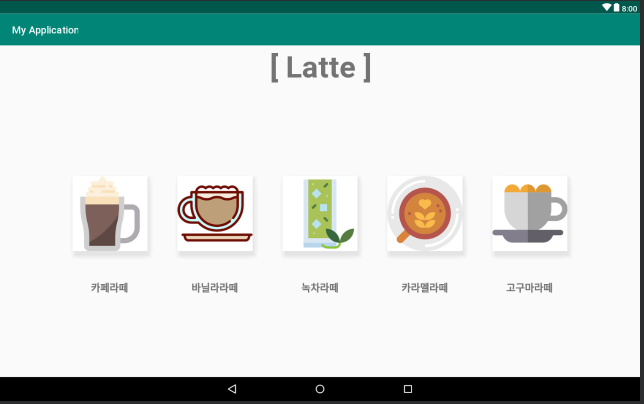 8:00
My Application
[ Latte ]
카페라떼
바닐라라떼
녹차라떼
카라멜라떼
고구마라떼